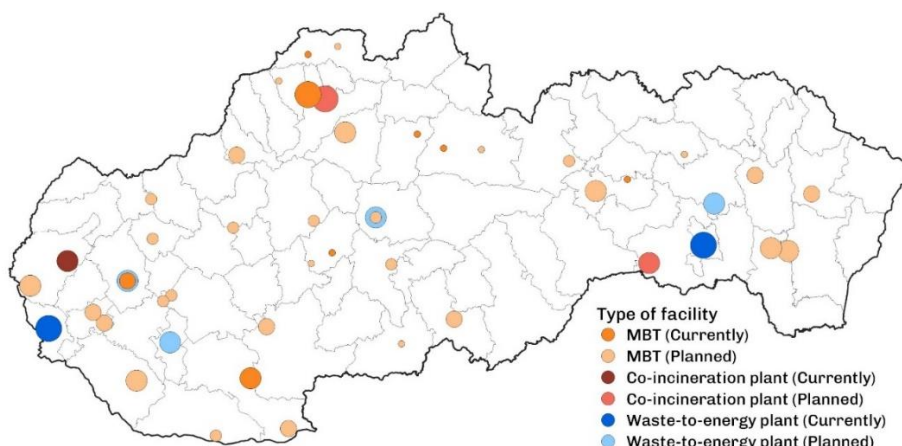 Type of facility
MBT (Currently)
MBT (Planned)
Co-incineration plant (Currently)
Co-incineration plant (Planned)
Waste-to-energy plant (Currently)
Waste-to-energy plant (Planned)